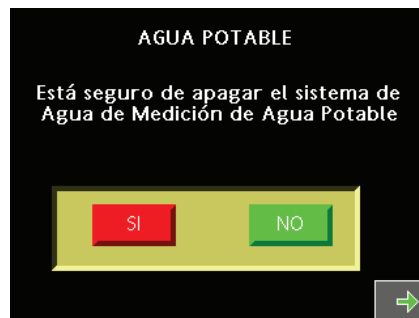 AGUA POTABLE
Está seguro de apagar el sistema de
Agua de Medición de Agua Potable
SI
NO